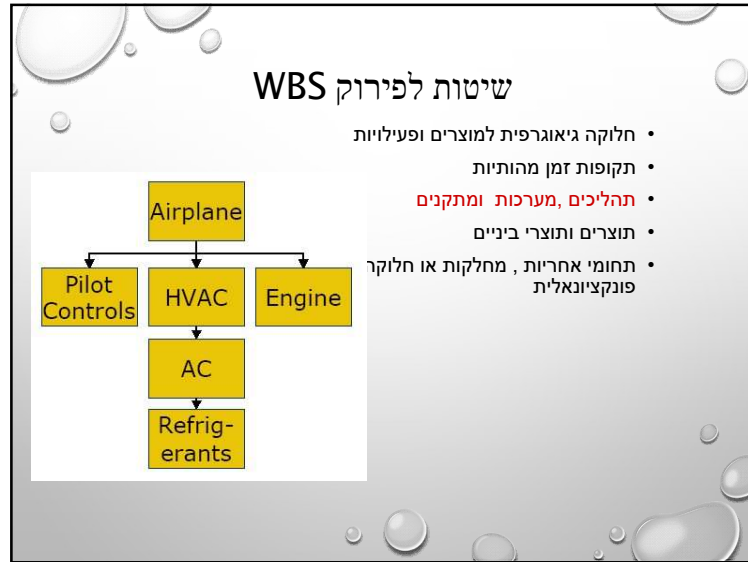 שיטות לפירוק WBS
• חלוקה גיאוגרפית למוצרים ופעילויות
• תקופות זמן מהותיות
• תהליכים ,מערכות ומתקנים
• תוצרים ותוצרי ביניים
• תחומי אחריות , מחלקות או חלוקה
פונקציונאלית
Airplane
Pilot
Controls
HVAC
Engine
AC
Refrig-
erants